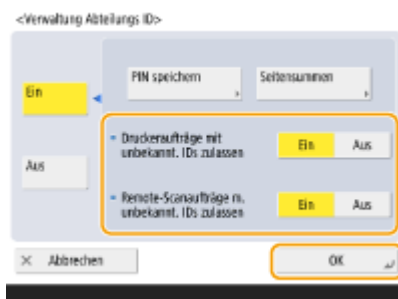 <Verwaltung Abteilungs ID>
PIN speichern
Seitensummen
Ein
Druckeraufträge mit
unbekannt. IDs zulassen
Ein Aus
Aus
Remote-Scanaufträge m.
unbekannt. IDs zulassen
Ein Aus
× Abbrechen
OK